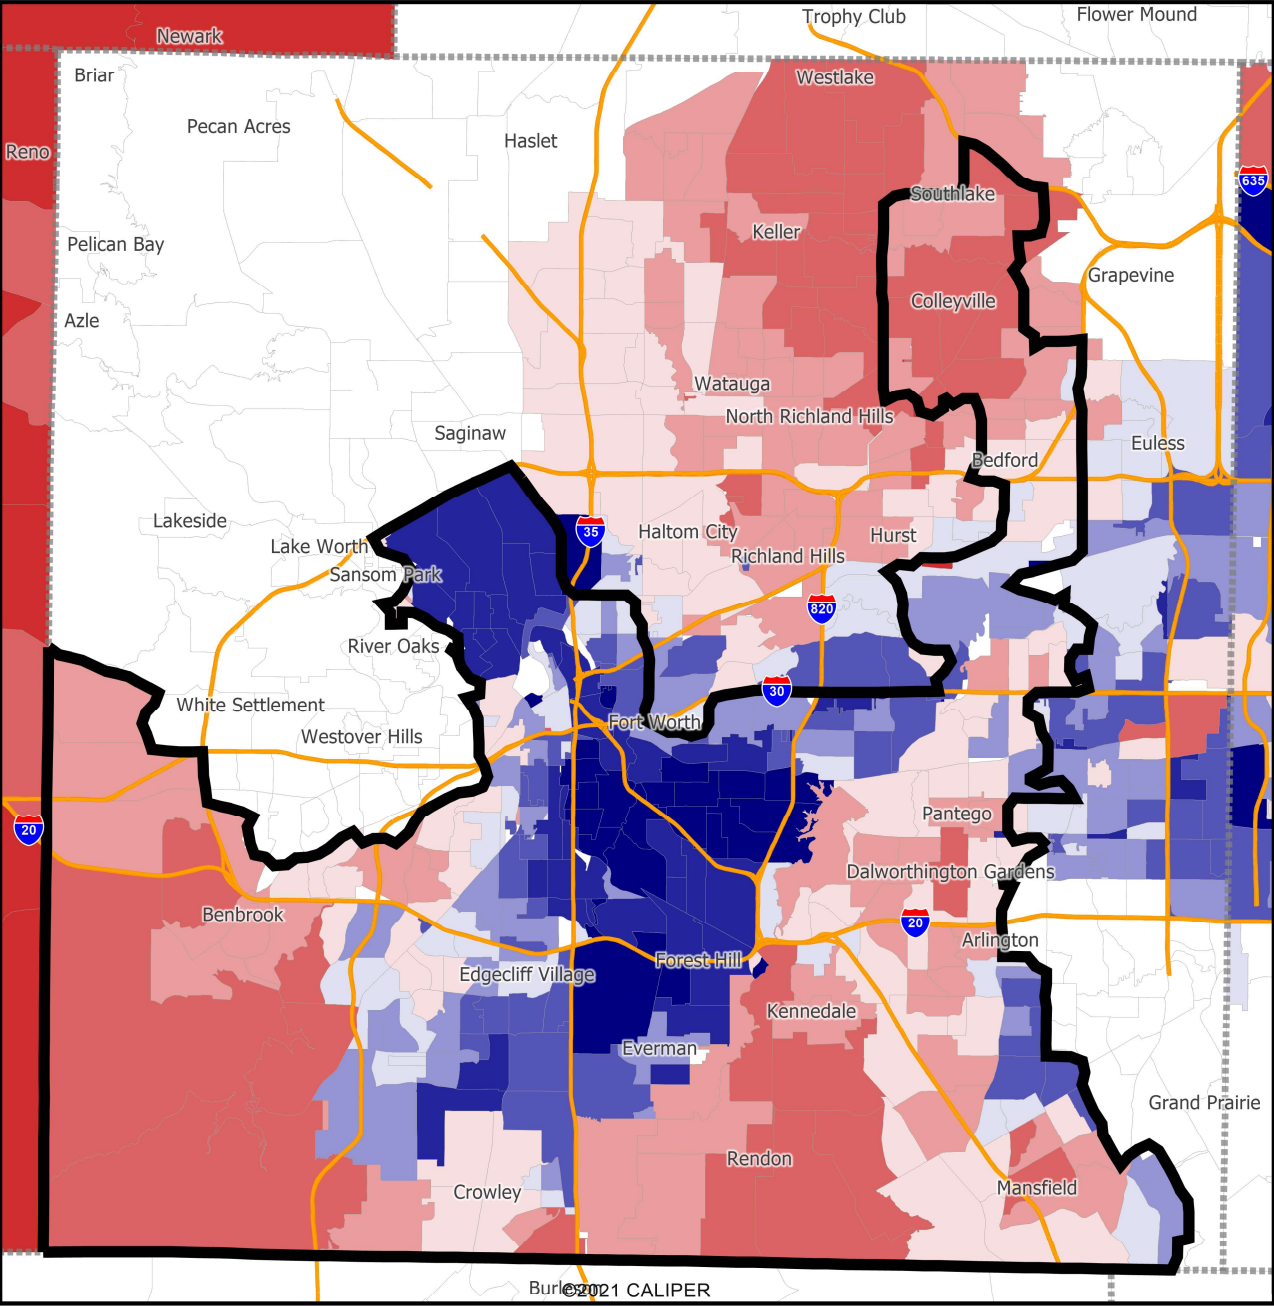 Trophy Club
Flower Mound
Newark
Briar
Westlake
Pecan Acres
Haslet
Reno
635
Southlake
Keller
Pelican Bay
Grapevine
Colleyville
Azle
Watauga
North Richland Hills
Saginaw
Euless
Bedford
Lakeside
35
Haltom City
Hurst
Lake Worth
Richland Hills
Sansom Park
820
River Oaks
30
White Settlement
Fort Worth
Westover Hills
Pantego
20
Dalworthington Gardens
Benbrook
20
Arlington
Forest Hill
Edgecliff Village
Kennedale
Everman
Grand Prairie
Rendon
Mansfield
Crowley
Burleson
©2021 CALIPER